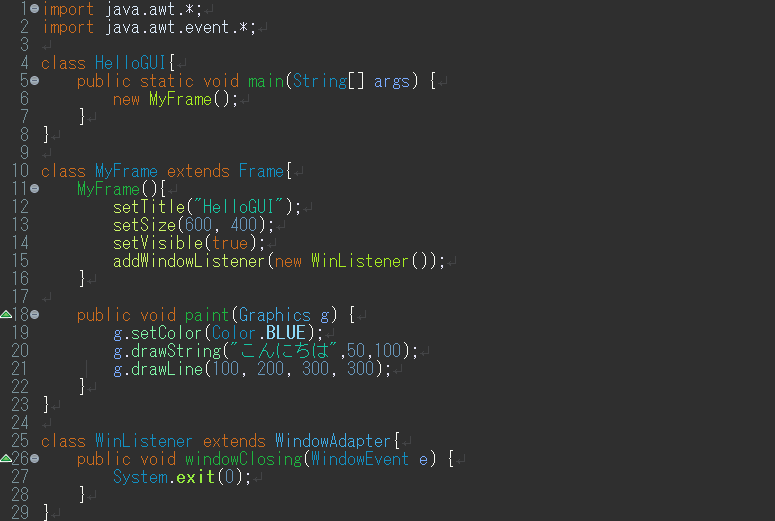 1 import java.awt.*;
2 import java.awt.event.*;
3
4 class HelloGUI{
5     public static void main(String[] args) {
6         new MyFrame();
7     }
8 }
9
10 class MyFrame extends Frame{
11     MyFrame(){
12         setTitle("HelloGUI");
13         setSize(600, 400);
14         setVisible(true);
15         addWindowListener(new WinListener());
16     }
17
18     public void paint(Graphics g) {
19         g.setColor(Color.BLUE);
20         g.drawString("こんにちは",50,100);
21         g.drawLine(100, 200, 300, 300);
22     }
23 }
24
25 class WinListener extends WindowAdapter{
26     public void windowClosing(WindowEvent e) {
27         System.exit(0);
28     }
29 }